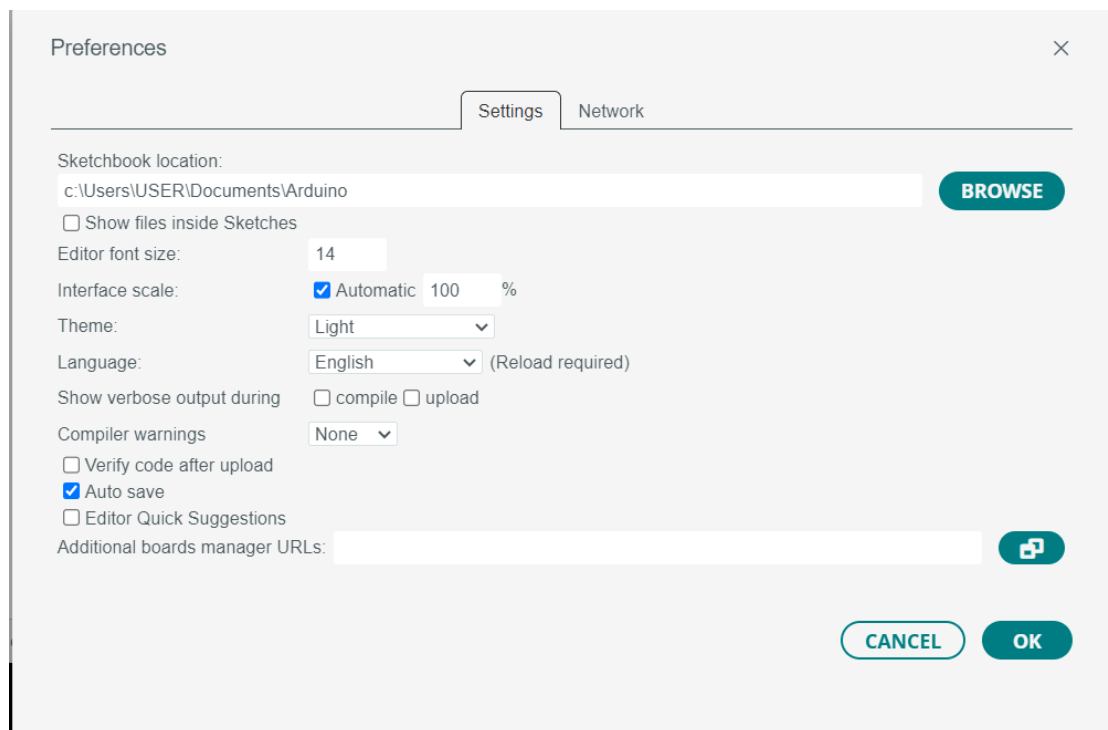 Preferences
Settings Network
Sketchbook location:
c:\Users\USER\Documents\Arduino BROWSE
Show files inside Sketches
Editor font size: 14
Interface scale: Automatic 100 %
Theme: Light
Language: English (Reload required)
Show verbose output during compile upload
Compiler warnings None
Verify code after upload
Auto save
Editor Quick Suggestions
Additional boards manager URLs:
CANCEL OK